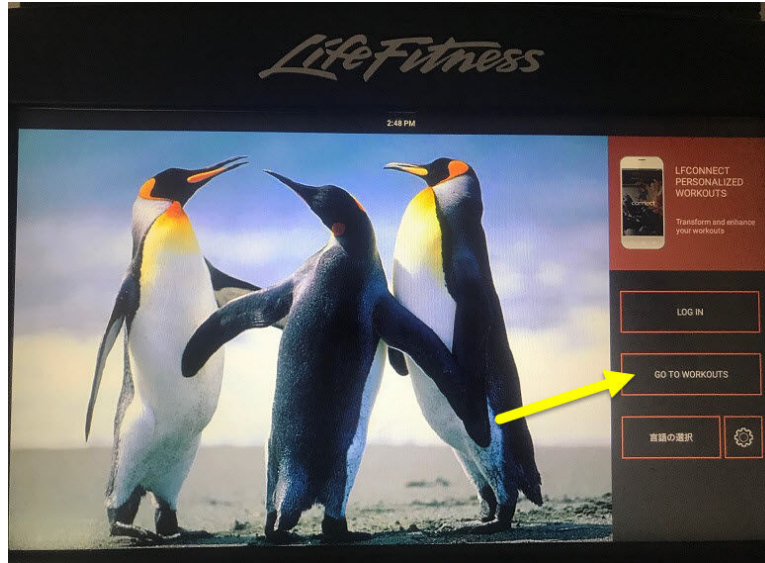 LifeFitness
2:48 PM
LFCONNECT
PERSONALIZED
WORKOUTS
connect
Transform and enhance
your workouts
LOG IN
GO TO WORKOUTS
言語の選択